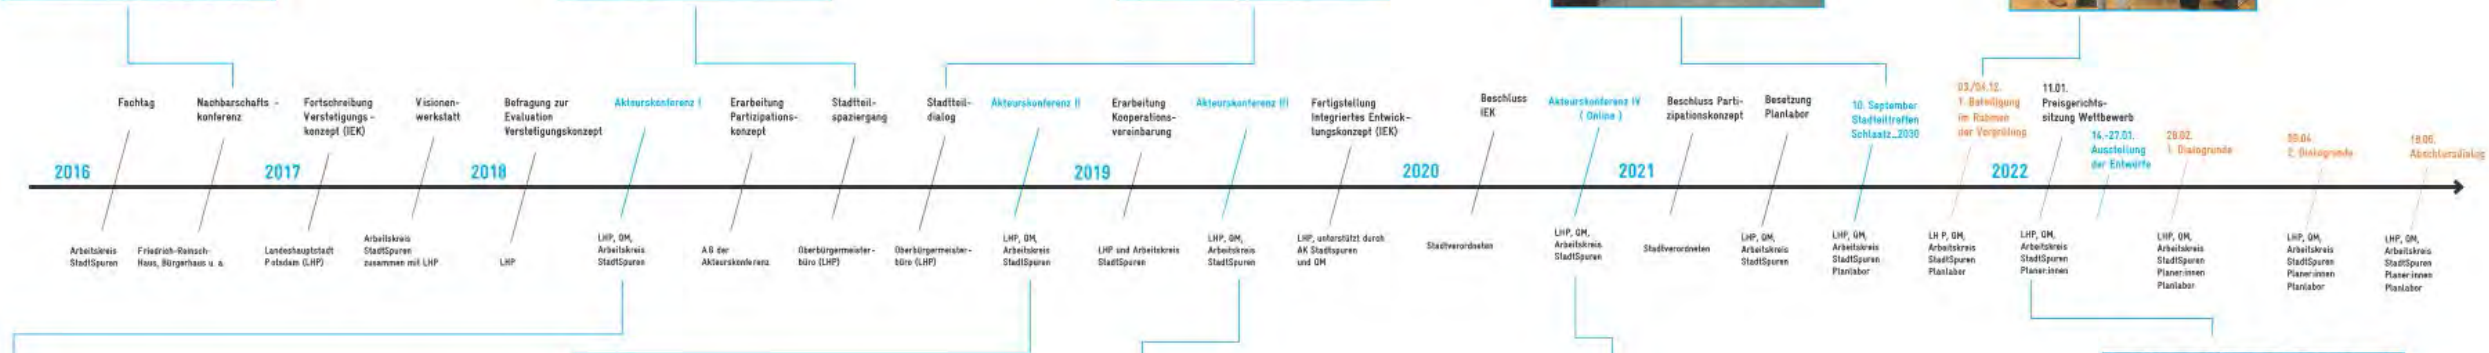 Fachtag
Nachbarschafts -
konferenz
Fortschreibung
Verstetigungs -
konzept (IEK)
Visionen-
werkstatt
Befragung zur
Evaluation
Verstetigungskonzept
Akteurskonferenz I
Erarbeitung
Partizipations-
konzept
Stadtteil-
spaziergang
Stadtteil-
dialog
Akteurskonferenz II
Erarbeitung
Kooperations-
vereinbarung
Akteurskonferenz III
Fertigstellung
Integriertes Entwick-
lungskonzept (IEK)
Beschluss
IEK
Akteurskonferenz IV
( Online )
Beschluss Parti-
zipationskonzept
Besetzung
Planlabor
10. September
Stadtteiltreffen
Schlaatz_2030
03./04.12.
1. Beteiligung
im Rahmen
der Vorprüfung
11.01.
Preisgerichts-
sitzung Wettbewerb
14.-27.01.
Ausstellung
der Entwürfe
28.02.
1. Dialogrunde
2. Dialogrunde
Abschlussdialog
2016
2017
2018
2019
2020
2021
2022
Arbeitskreis
StadtSpuren
Friedrich-Reinsch-
Haus, Bürgerhaus u. a.
Landeshauptstadt
Potsdam (LHP)
Arbeitskreis
StadtSpuren
zusammen mit LHP
LHP
LHP, QM,
Arbeitskreis
StadtSpuren
AG der
Akteurskonferenz
Oberbürgermeister-
büro (LHP)
Oberbürgermeister-
büro (LHP)
LHP, QM,
Arbeitskreis
StadtSpuren
LHP und Arbeitskreis
StadtSpuren
LHP, QM,
Arbeitskreis
StadtSpuren
LHP, unterstützt durch
AK Stadtspuren
und QM
Stadtverordneten
LHP, QM,
Arbeitskreis
StadtSpuren
Stadtverordneten
LHP, QM,
Arbeitskreis
StadtSpuren
LHP, QM,
Arbeitskreis
StadtSpuren
Planlabor
LH P, QM,
Arbeitskreis
StadtSpuren
Planlabor
LHP, QM,
Arbeitskreis
StadtSpuren
Planer:innen
LHP, QM,
Arbeitskreis
StadtSpuren
Planer:innen
Planlabor
LHP, QM,
Arbeitskreis
StadtSpuren
Planer:innen
Planlabor
LHP, QM,
Arbeitskreis
StadtSpuren
Planer:innen
Planlabor